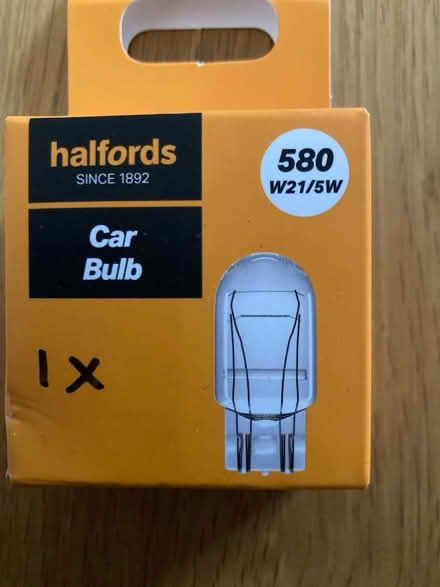 halfords
SINCE 1892
580
W21/5W
Car
Bulb
1x